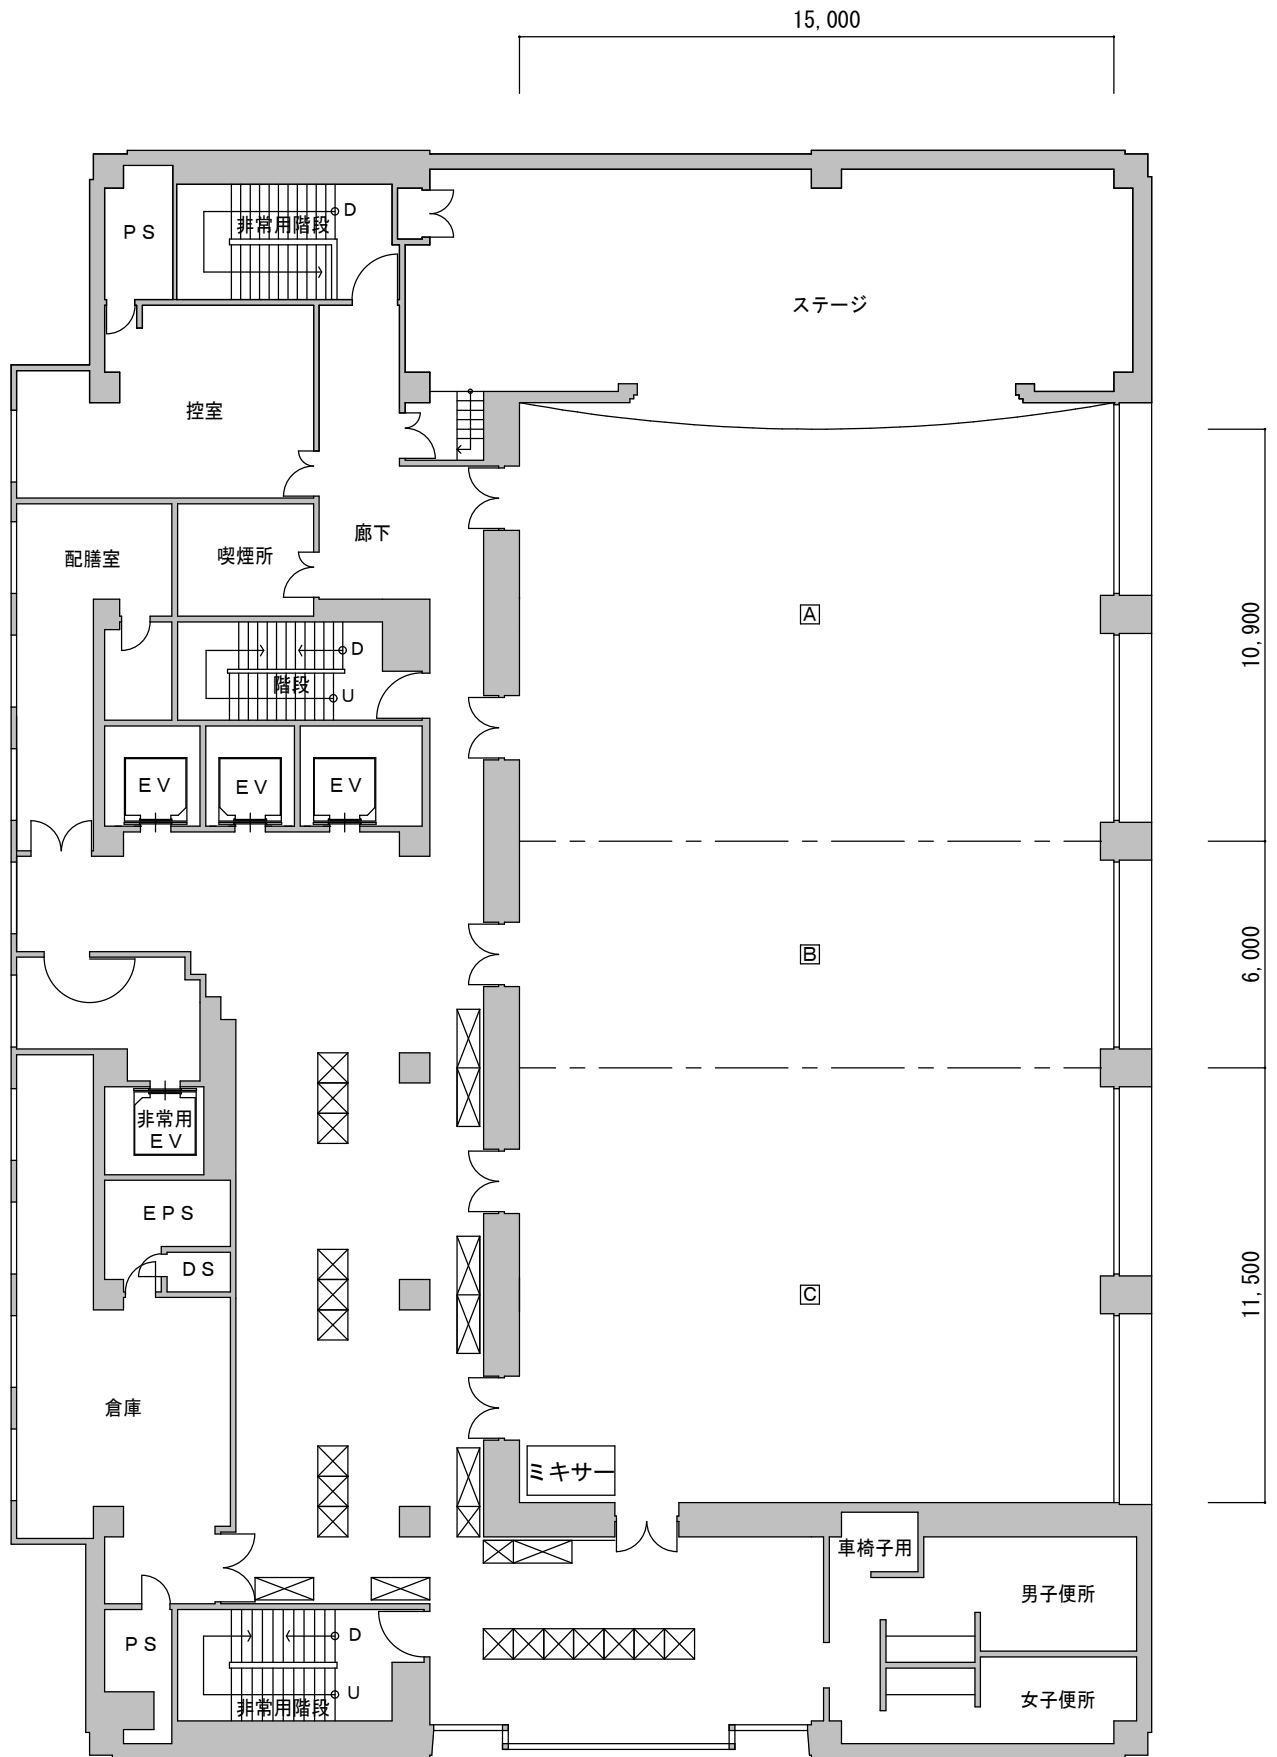 15,000
PS
非常用階段
D
ステージ
控室
配膳室
喫煙所
廊下
A
10,900
階段
D
U
EV
EV
EV
B
6,000
非常用
EV
EPS
DS
C
11,500
倉庫
ミキサー
車椅子用
男子便所
PS
D
U
非常用階段
女子便所